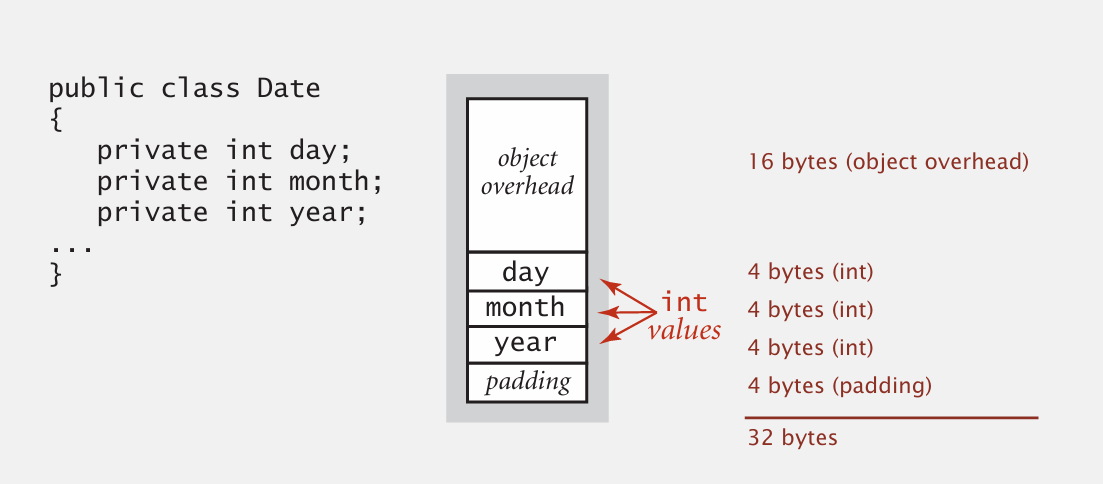 public class Date
{
   private int day;
   private int month;
   private int year;
...
}
object
overhead
day
month
year
padding
int
values
16 bytes (object overhead)
4 bytes (int)
4 bytes (int)
4 bytes (int)
4 bytes (padding)
32 bytes